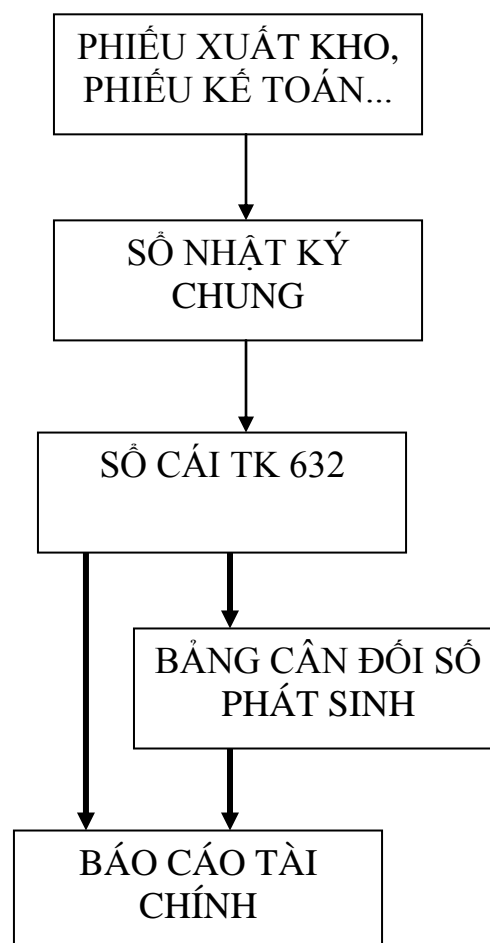 PHIẾU XUẤT KHO,
PHIẾU KẾ TOÁN...
SỔ NHẬT KÝ
CHUNG
SỔ CÁI TK 632
BẢNG CÂN ĐỐI SỐ
PHÁT SINH
BÁO CÁO TÀI
CHÍNH